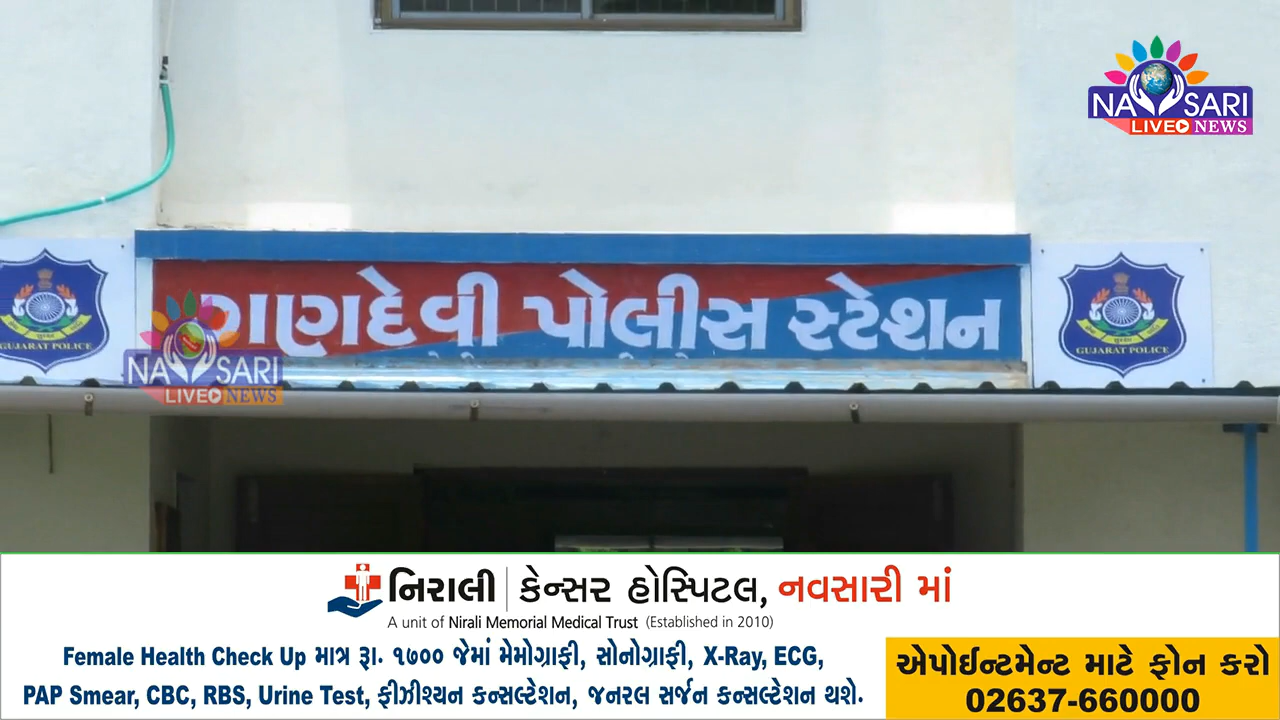 NAVSARI
LIVE NEWS
ગણદેવી પોલીસ સ્ટેશન
GUJARAT POLICE
GUJARAT POLICE
NAVSARI
LIVE NEWS
નિરાલી કેન્સર હોસ્પિટલ, નવસારી માં
A unit of Nirali Memorial Medical Trust (Established in 2010)
Female Health Check Up માત્ર રૂા. ૧૭૦૦ જેમાં મેમોગ્રાફી, સોનોગ્રાફી, X-Ray, ECG,
PAP Smear, CBC, RBS, Urine Test, ફીઝીશ્યન કન્સલ્ટેશન, જનરલ સર્જન કન્સલ્ટેશન થશે.
એપોઈન્ટમેન્ટ માટે ફોન કરો
02637-660000